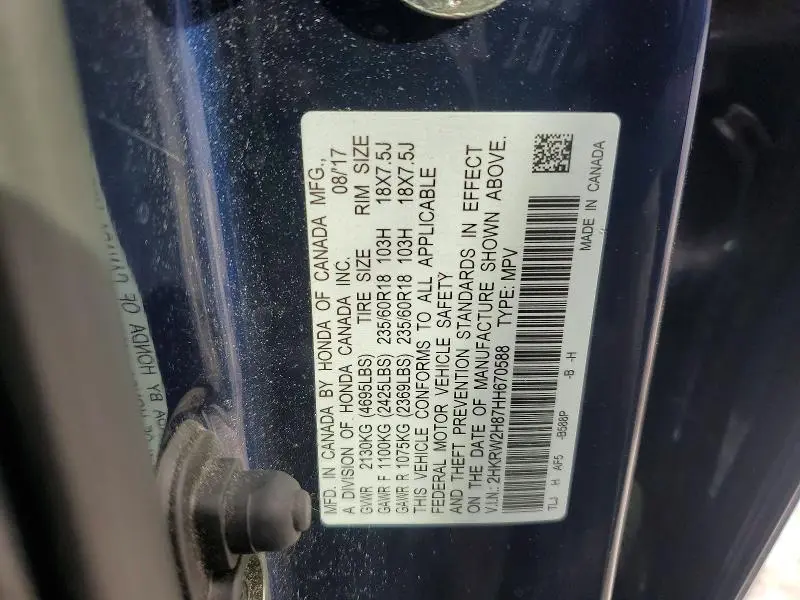 MFD. IN CANADA BY HONDA OF CANADA MFG.,
A DIVISION OF HONDA CANADA INC. 08/'17
GVWR 2130KG (4695LBS) TIRE SIZE RIM SIZE
GAWR F 1100KG (2425LBS) 235/60R18 103H 18X7.5J
GAWR R 1075KG (2369LBS) 235/60R18 103H 18X7.5J
THIS VEHICLE CONFORMS TO ALL APPLICABLE
FEDERAL MOTOR VEHICLE SAFETY
AND THEFT PREVENTION STANDARDS IN EFFECT
ON THE DATE OF MANUFACTURE SHOWN ABOVE.
V.I.N.: 2HKRW2H87HH670588 TYPE: MPV
TLJ H AF5 -B588P -B -H
MADE IN CANADA